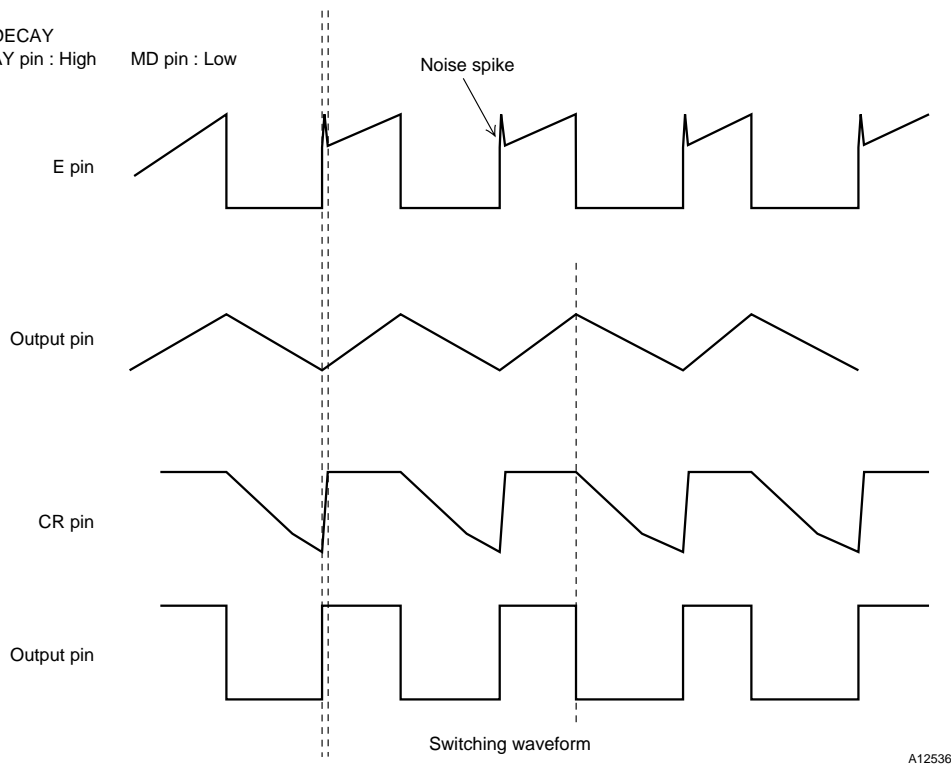 DECAY
AY pin : High MD pin : Low
Noise spike
E pin
Output pin
CR pin
Output pin
Switching waveform
A12536